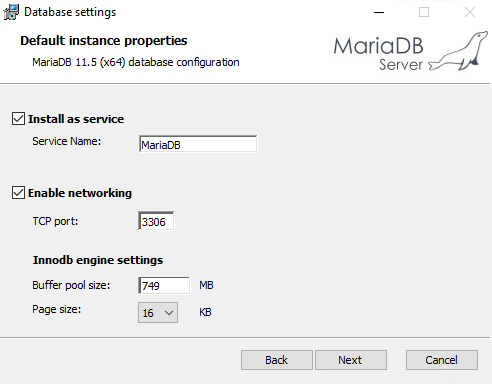 Database settings
Default instance properties
MariaDB 11.5 (x64) database configuration
MariaDB
Server
Install as service
Service Name: MariaDB
Enable networking
TCP port: 3306
Innodb engine settings
Buffer pool size: 749 MB
Page size: 16 KB
Back Next Cancel